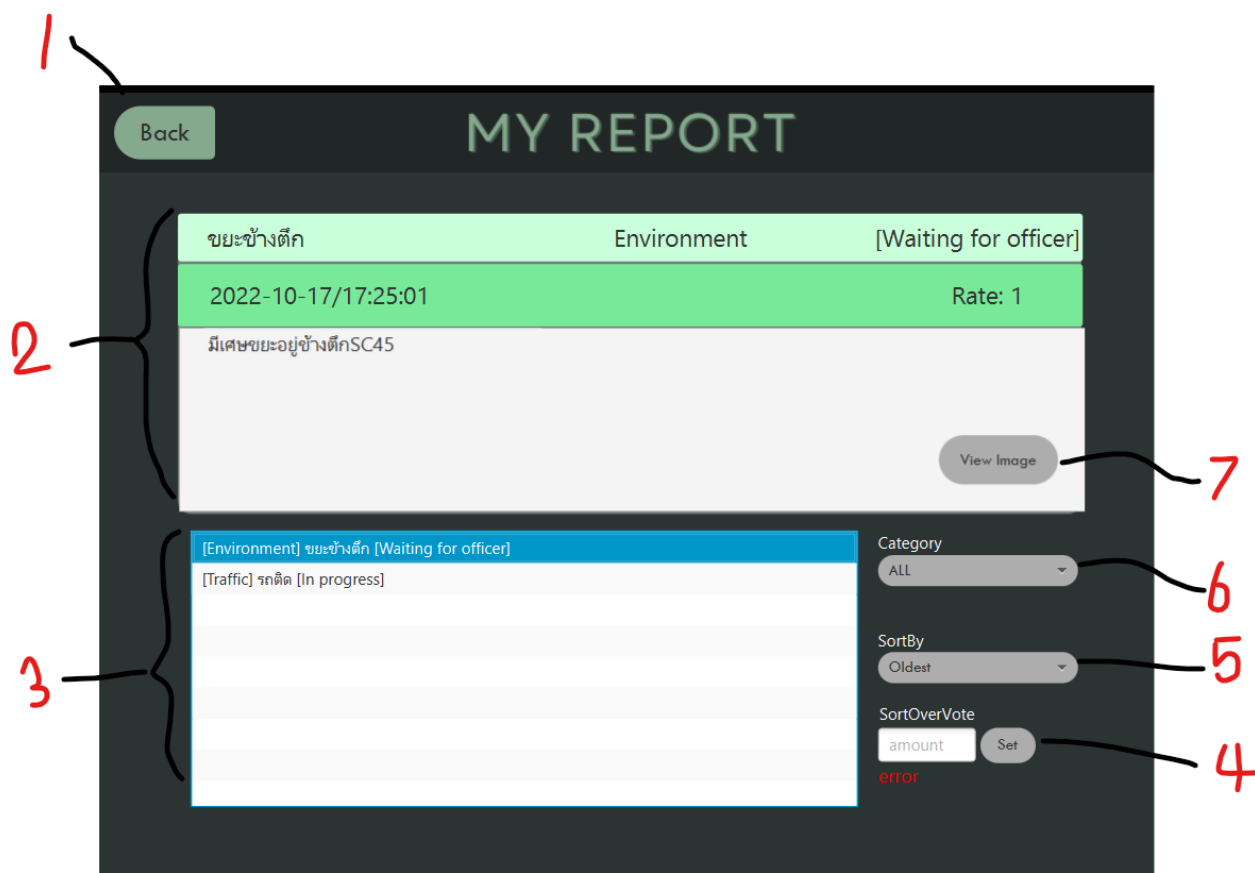 1
Back
MY REPORT
2
ขยะข้างตึก Environment [Waiting for officer]
2022-10-17/17:25:01 Rate: 1
มีเศษขยะอยู่ข้างตึกSC45
View Image
7
3
[Environment] ขยะข้างตึก [Waiting for officer]
[Traffic] รถติด [In progress]
Category
ALL
6
SortBy
Oldest
5
SortOverVote
amount Set
4
error